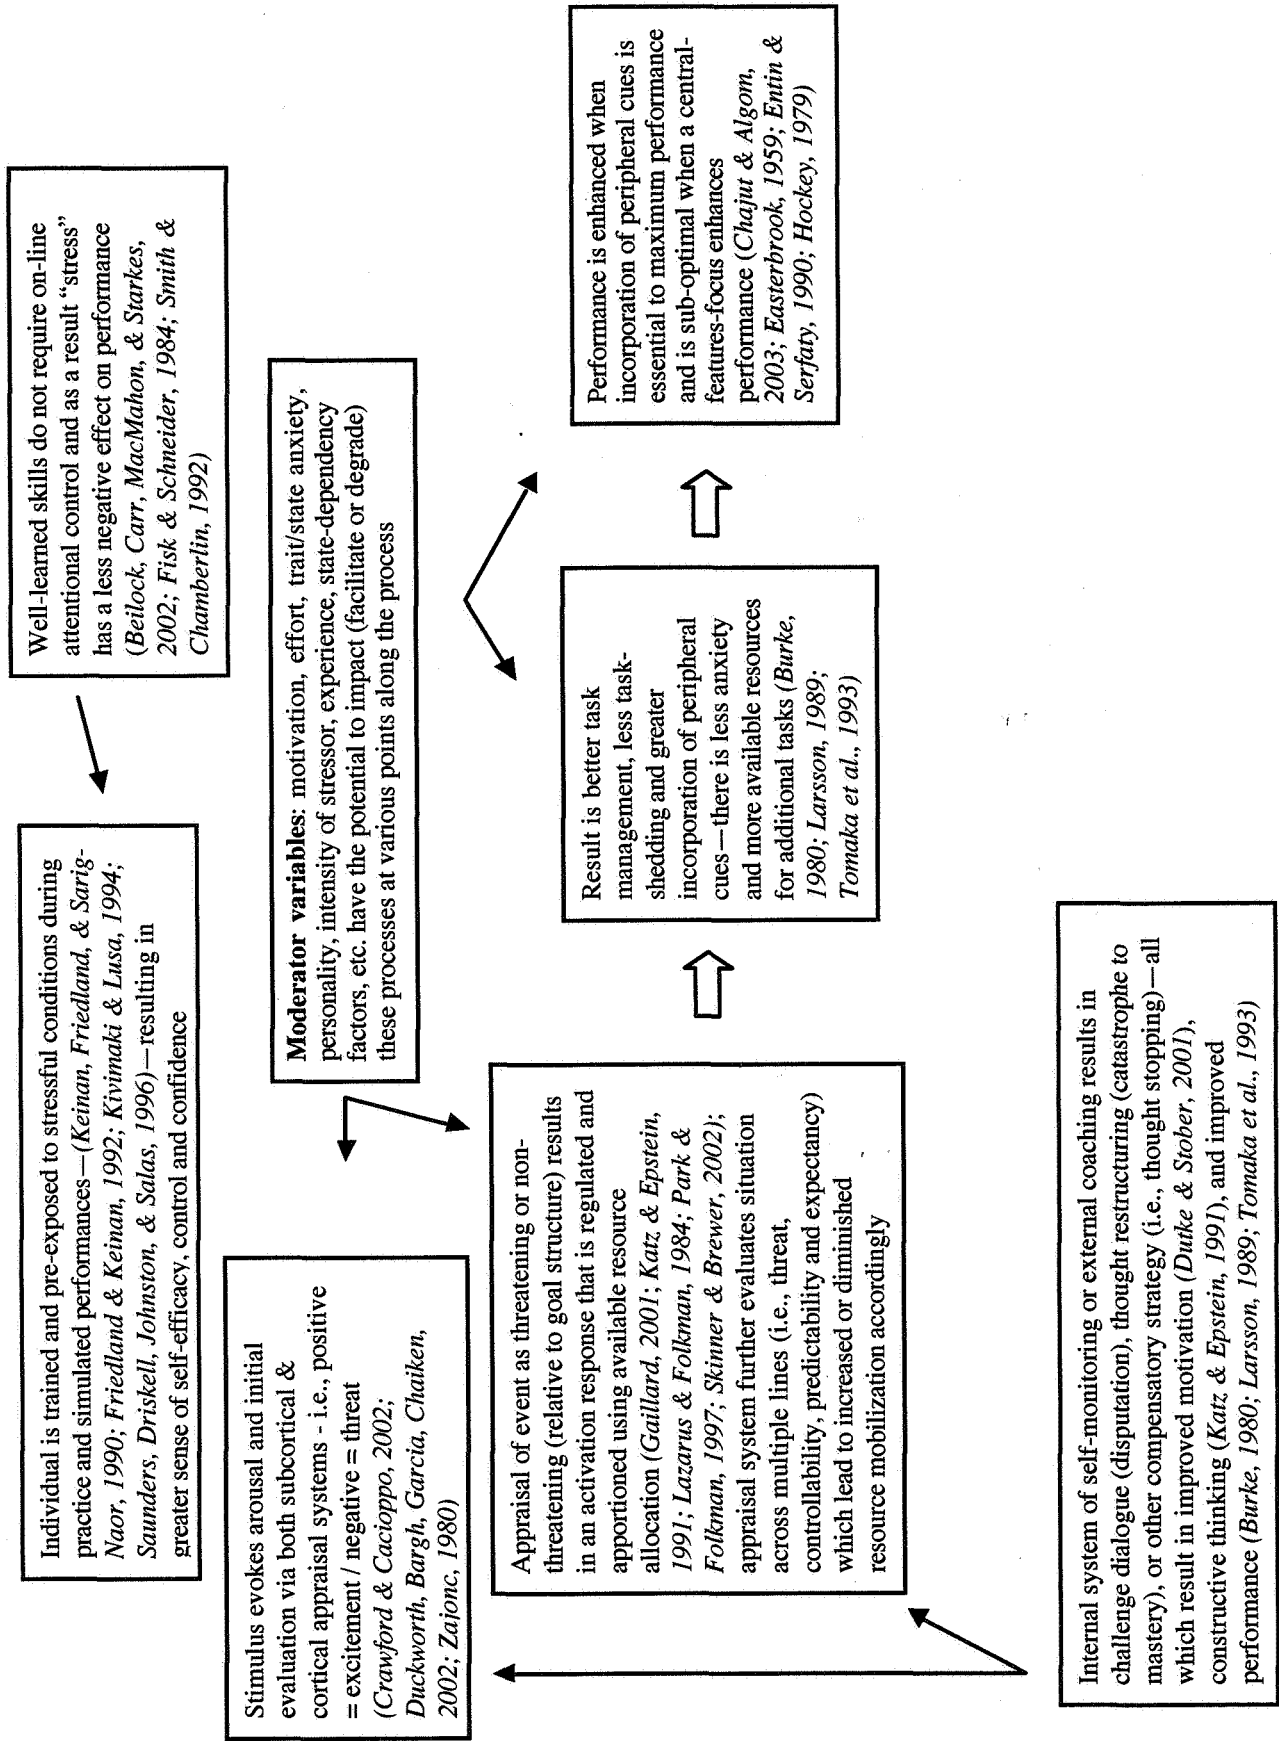 Individual is trained and pre-exposed to stressful conditions during
practice and simulated performances—(Keinan, Friedland, & Sarig-
Naor, 1990; Friedland & Keinan, 1992; Kivimaki & Lusa, 1994;
Saunders, Driskell, Johnston, & Salas, 1996)—resulting in
greater sense of self-efficacy, control and confidence
Well-learned skills do not require on-line
attentional control and as a result “stress”
has a less negative effect on performance
(Beilock, Carr, MacMahon, & Starkes,
2002; Fisk & Schneider, 1984; Smith &
Chamberlin, 1992)
Stimulus evokes arousal and initial
evaluation via both subcortical &
cortical appraisal systems - i.e., positive
= excitement / negative = threat
(Crawford & Cacioppo, 2002;
Duckworth, Bargh, Garcia, Chaiken,
2002; Zajonc, 1980)
Moderator variables: motivation, effort, trait/state anxiety,
personality, intensity of stressor, experience, state-dependency
factors, etc. have the potential to impact (facilitate or degrade)
these processes at various points along the process
Appraisal of event as threatening or non-
threatening (relative to goal structure) results
in an activation response that is regulated and
apportioned using available resource
allocation (Gaillard, 2001; Katz & Epstein,
1991; Lazarus & Folkman, 1984; Park &
Folkman, 1997; Skinner & Brewer, 2002);
appraisal system further evaluates situation
across multiple lines (i.e., threat,
controllability, predictability and expectancy)
which lead to increased or diminished
resource mobilization accordingly
Result is better task
management, less task-
shedding and greater
incorporation of peripheral
cues—there is less anxiety
and more available resources
for additional tasks (Burke,
1980; Larsson, 1989;
Tomaka et al., 1993)
Performance is enhanced when
incorporation of peripheral cues is
essential to maximum performance
and is sub-optimal when a central-
features-focus enhances
performance (Chajut & Algom,
2003; Easterbrook, 1959; Entin &
Serfaty, 1990; Hockey, 1979)
Internal system of self-monitoring or external coaching results in
challenge dialogue (disputation), thought restructuring (catastrophe to
mastery), or other compensatory strategy (i.e., thought stopping)—all
which result in improved motivation (Dutke & Stober, 2001),
constructive thinking (Katz & Epstein, 1991), and improved
performance (Burke, 1980; Larsson, 1989; Tomaka et al., 1993)